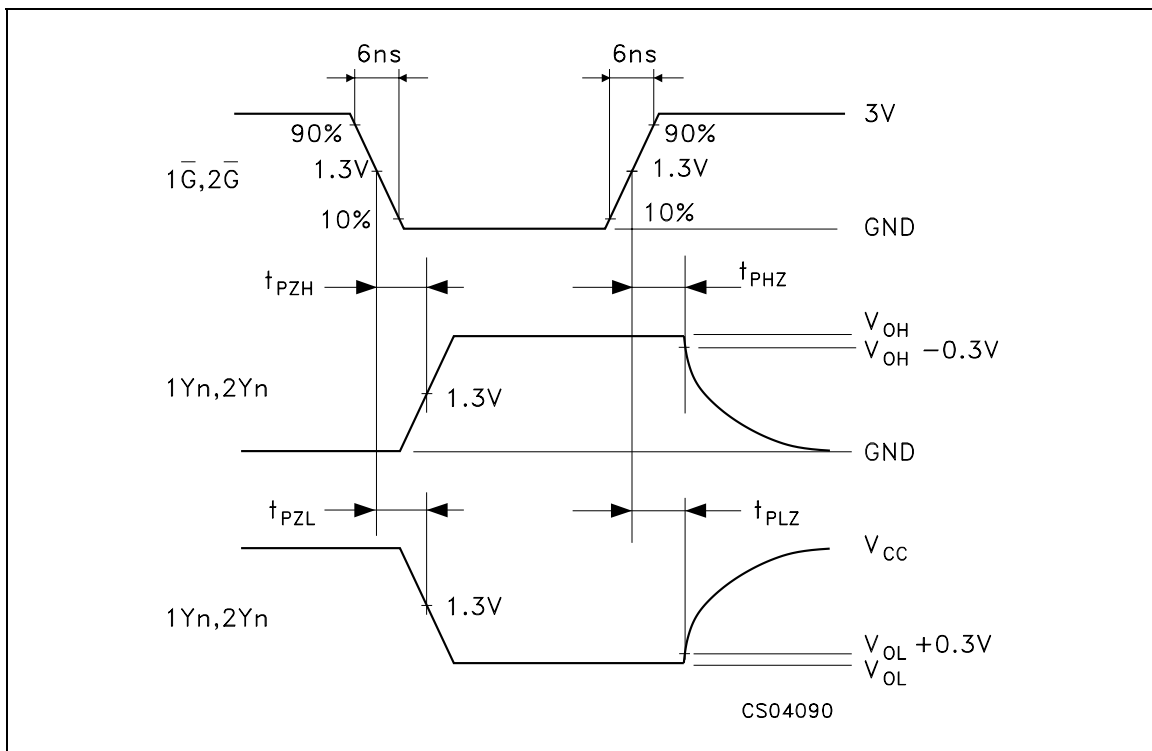 6ns 6ns
3V
90% 90%
1G̅,2G̅ 1.3V 1.3V
10% 10%
GND
tPZH tPHZ
VOH
VOH −0.3V
1Yn,2Yn 1.3V
GND
tPZL tPLZ
VCC
1Yn,2Yn 1.3V
VOL +0.3V
VOL
CS04090